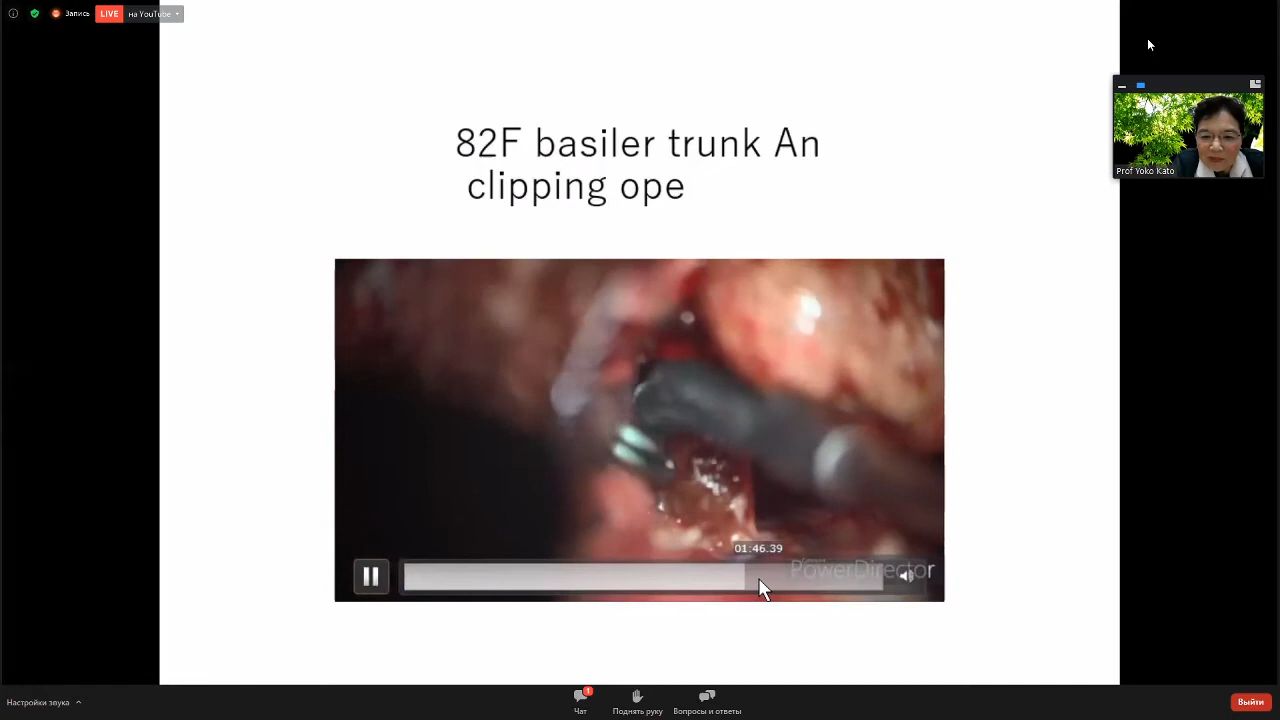 Запись
LIVE
на YouTube
82F basiler trunk An
clipping ope
Prof Yoko Kato
01:46.39
PowerDirector
Настройки звука
1
Чат
Поднять руку
Вопросы и ответы
Выйти